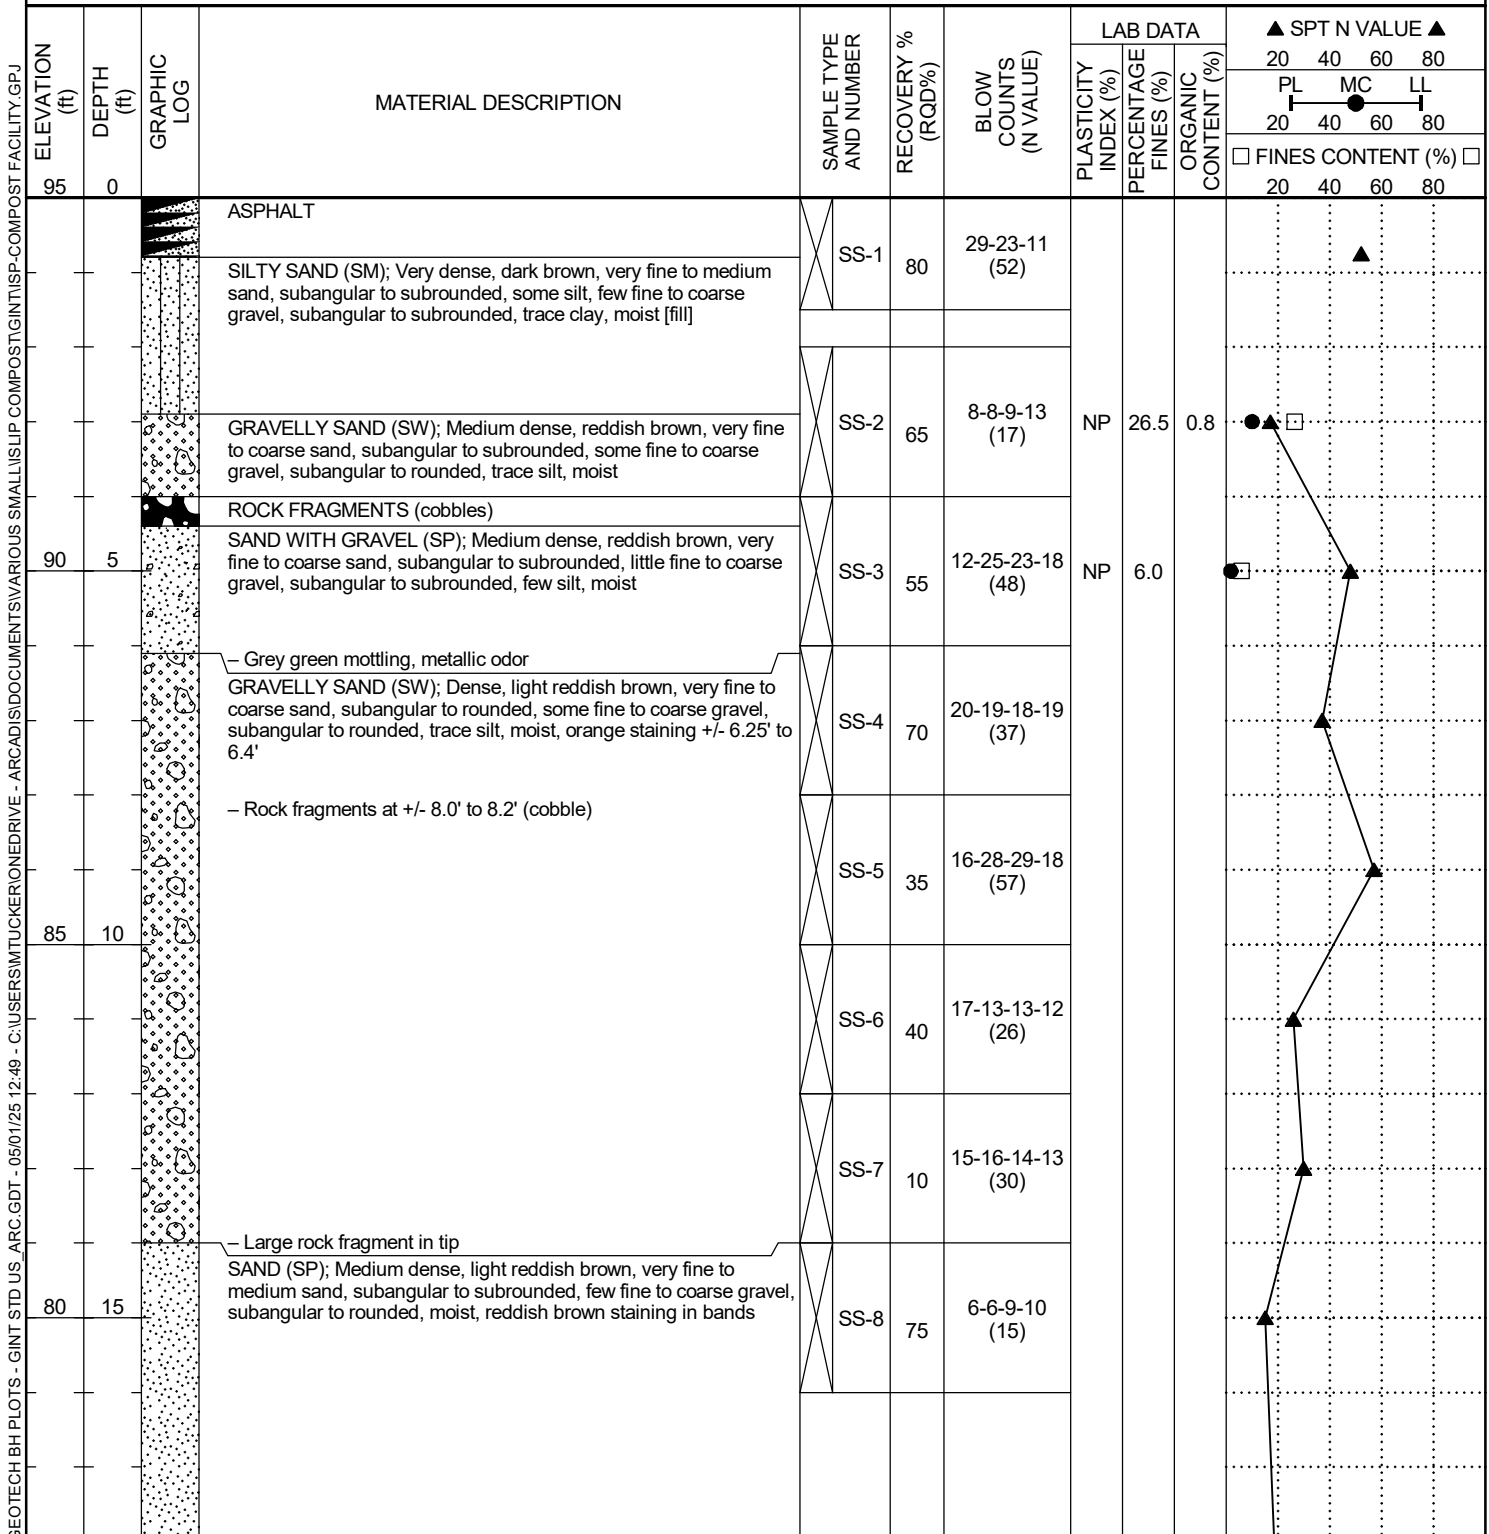 ELEVATION
(ft)
DEPTH
(ft)
GRAPHIC
LOG
MATERIAL DESCRIPTION
SAMPLE TYPE
AND NUMBER
RECOVERY %
(RQD%)
BLOW
COUNTS
(N VALUE)
LAB DATA
PLASTICITY
INDEX (%)
PERCENTAGE
FINES (%)
ORGANIC
CONTENT (%)
▲ SPT N VALUE ▲
20 40 60 80
PL MC LL
20 40 60 80
□ FINES CONTENT (%) □
20 40 60 80
95 0
ASPHALT
SS-1
80
29-23-11
(52)
SILTY SAND (SM); Very dense, dark brown, very fine to medium
sand, subangular to subrounded, some silt, few fine to coarse
gravel, subangular to subrounded, trace clay, moist [fill]
SS-2
65
8-8-9-13
(17)
NP 26.5 0.8
GRAVELLY SAND (SW); Medium dense, reddish brown, very fine
to coarse sand, subangular to subrounded, some fine to coarse
gravel, subangular to rounded, trace silt, moist
ROCK FRAGMENTS (cobbles)
SAND WITH GRAVEL (SP); Medium dense, reddish brown, very
fine to coarse sand, subangular to subrounded, little fine to coarse
gravel, subangular to subrounded, few silt, moist
90 5
SS-3
55
12-25-23-18
(48)
NP 6.0
– Grey green mottling, metallic odor
GRAVELLY SAND (SW); Dense, light reddish brown, very fine to
coarse sand, subangular to rounded, some fine to coarse gravel,
subangular to rounded, trace silt, moist, orange staining +/- 6.25' to
6.4'
SS-4
70
20-19-18-19
(37)
– Rock fragments at +/- 8.0' to 8.2' (cobble)
SS-5
35
16-28-29-18
(57)
85 10
SS-6
40
17-13-13-12
(26)
SS-7
10
15-16-14-13
(30)
– Large rock fragment in tip
SAND (SP); Medium dense, light reddish brown, very fine to
medium sand, subangular to subrounded, few fine to coarse gravel,
subangular to rounded, moist, reddish brown staining in bands
80 15
SS-8
75
6-6-9-10
(15)
GEOTECH BH PLOTS - GINT STD US_ARC.GDT - 05/01/25 12:49 - C:\USERS\MTUCKER\ONEDRIVE - ARCADIS\DOCUMENTS\VARIOUS SMALL\ISLIP COMPOST\GINT\ISP-COMPOST FACILITY.GPJ